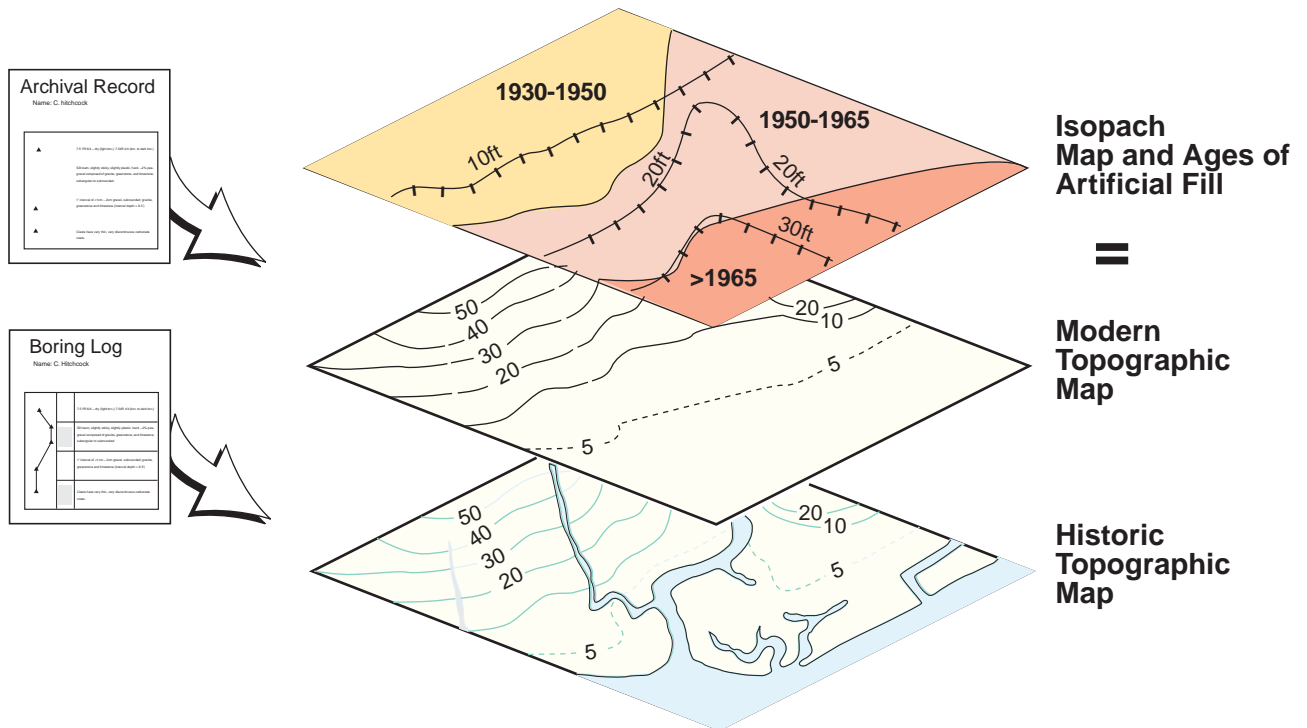 Archival Record
Name: C. hitchcock
Boring Log
Name: C. Hitchcock
1930-1950
1950-1965
>1965
10ft
20ft
20ft
30ft
Isopach
Map and Ages of
Artificial Fill
=
50
40
30
20
20
10
5
5
Modern
Topographic
Map
50
40
30
20
20
10
5
5
Historic
Topographic
Map